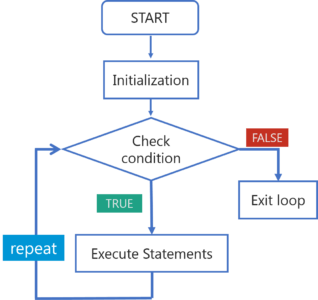 START
Initialization
Check
condition
FALSE
TRUE
Exit loop
repeat
Execute Statements